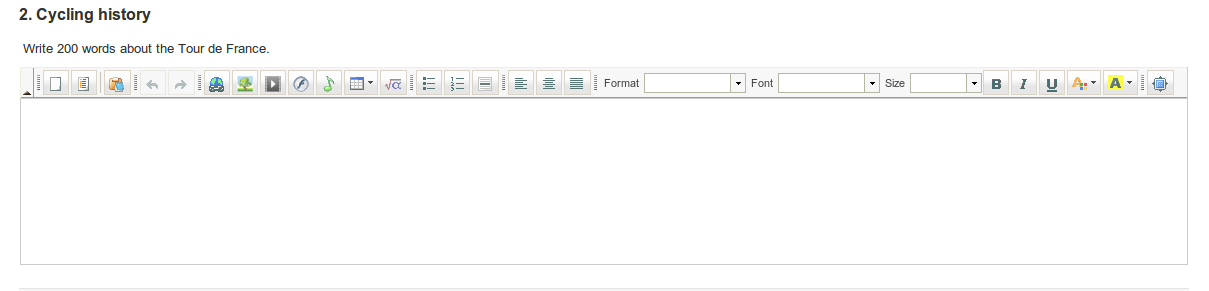 2. Cycling history
Write 200 words about the Tour de France.
Format Font Size B I U A A